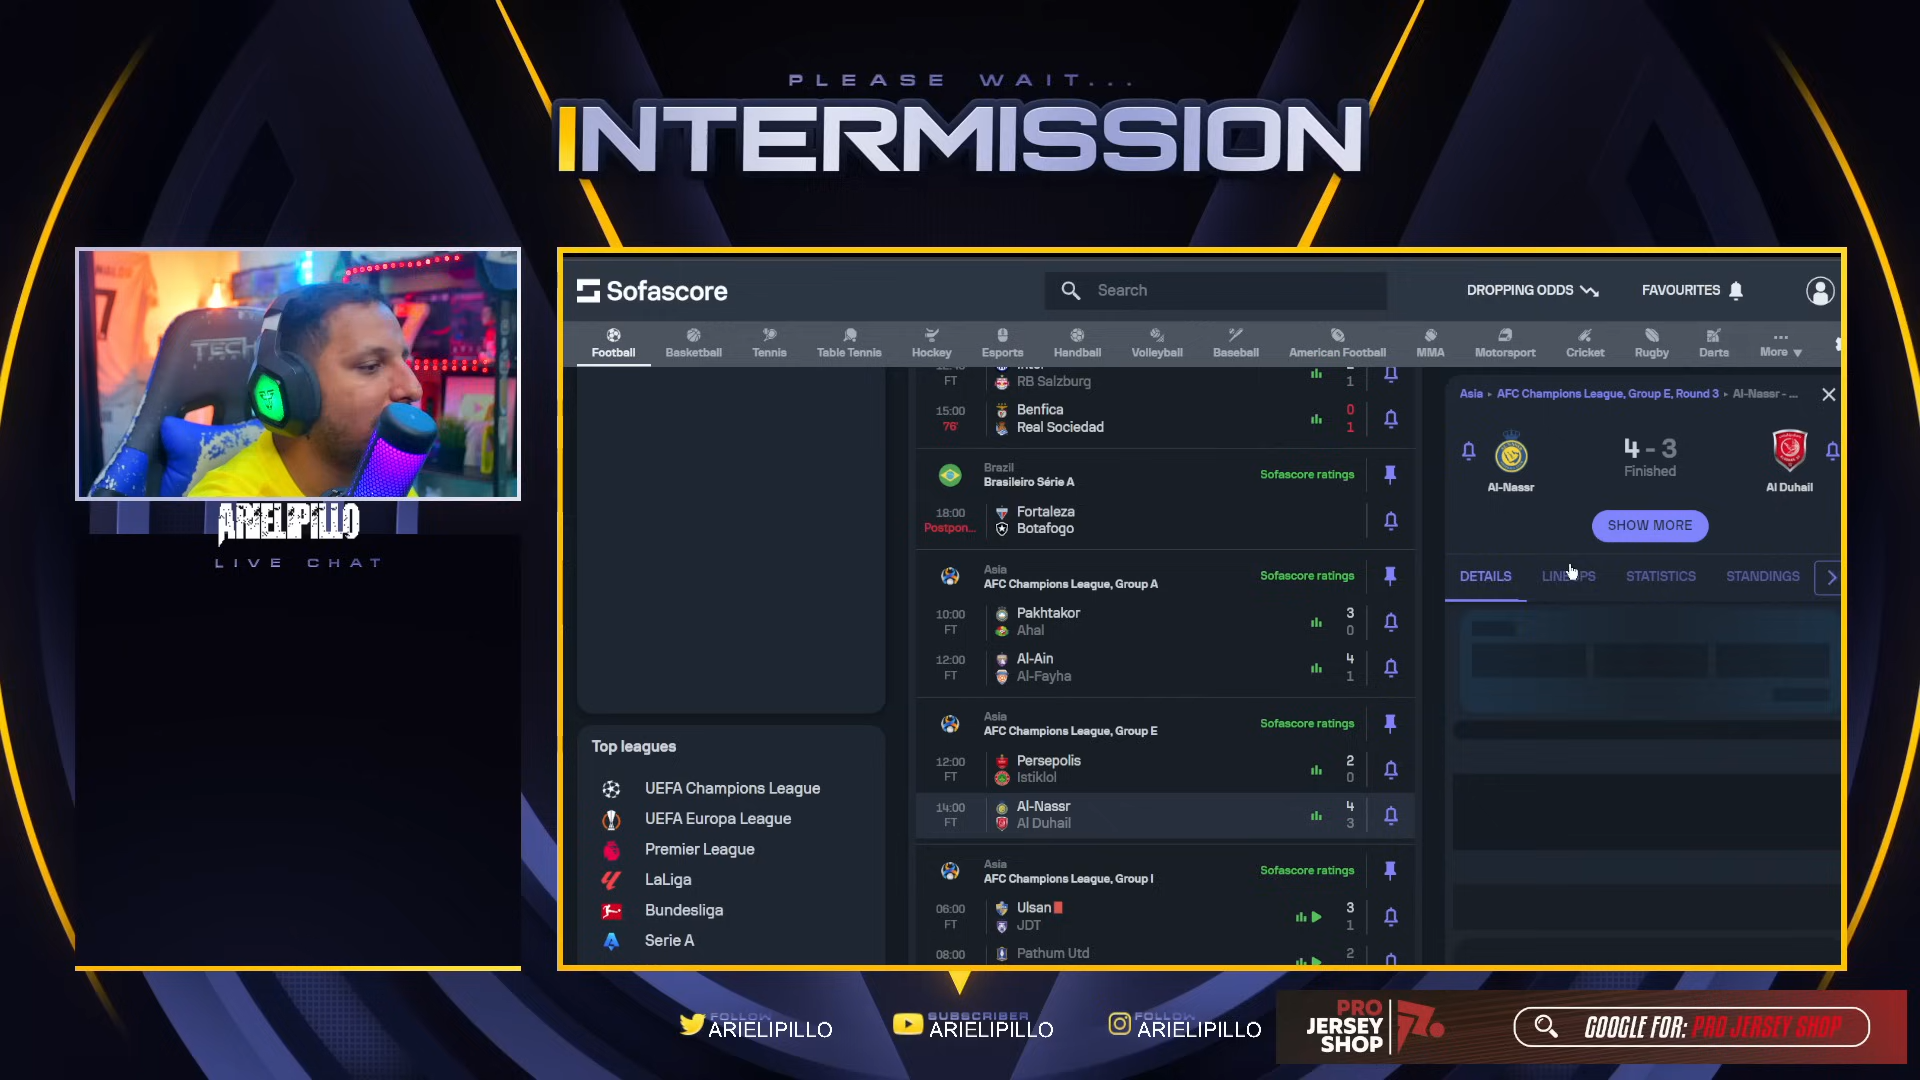 PLEASE WAIT...
INTERMISSION
ARIELIPILLO
LIVE CHAT
Sofascore
Search
DROPPING ODDS
FAVOURITES
Football
Basketball
Tennis
Table Tennis
Hockey
Esports
Handball
Volleyball
Baseball
American Football
MMA
Motorsport
Cricket
Rugby
Darts
More
Top leagues
UEFA Champions League
UEFA Europa League
Premier League
LaLiga
Bundesliga
Serie A
FT RB Salzburg 1
15:00 Benfica 0
76' Real Sociedad 1
Brazil
Brasileiro Série A Sofascore ratings
18:00 Fortaleza
Postpon... Botafogo
Asia
AFC Champions League, Group A Sofascore ratings
10:00 Pakhtakor 3
FT Ahal 0
12:00 Al-Ain 4
FT Al-Fayha 1
Asia
AFC Champions League, Group E Sofascore ratings
12:00 Persepolis 2
FT Istiklol 0
14:00 Al-Nassr 4
FT Al Duhail 3
Asia
AFC Champions League, Group I Sofascore ratings
06:00 Ulsan 3
FT JDT 1
08:00 Pathum Utd 2
Asia AFC Champions League, Group E, Round 3 Al-Nassr - ...
4 - 3
Finished
Al-Nassr
Al Duhail
SHOW MORE
DETAILS
STATISTICS
STANDINGS
FOLLOW
ARIELIPILLO
SUBSCRIBER
ARIELIPILLO
FOLLOW
ARIELIPILLO
PRO
JERSEY
SHOP
GOOGLE FOR: PRO JERSEY SHOP